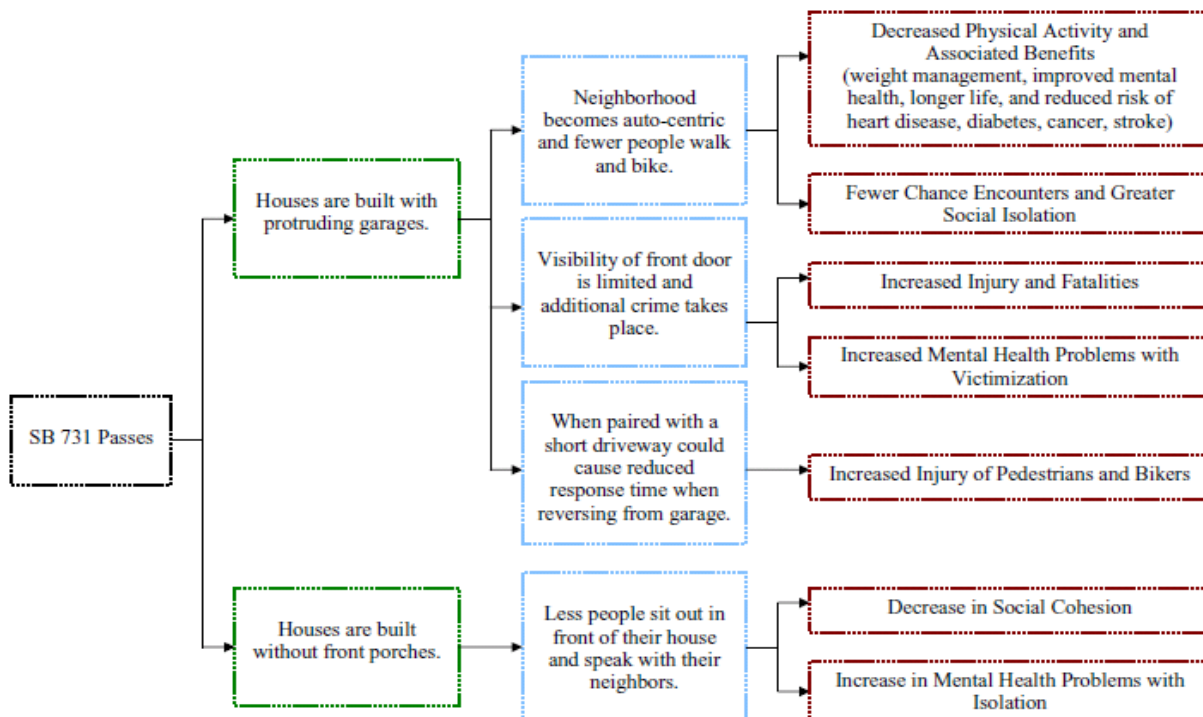 SB 731 Passes
Houses are built with
protruding garages.
Houses are built
without front porches.
Neighborhood
becomes auto-centric
and fewer people walk
and bike.
Visibility of front door
is limited and
additional crime takes
place.
When paired with a
short driveway could
cause reduced
response time when
reversing from garage.
Less people sit out in
front of their house
and speak with their
neighbors.
Decreased Physical Activity and
Associated Benefits
(weight management, improved mental
health, longer life, and reduced risk of
heart disease, diabetes, cancer, stroke)
Fewer Chance Encounters and Greater
Social Isolation
Increased Injury and Fatalities
Increased Mental Health Problems with
Victimization
Increased Injury of Pedestrians and Bikers
Decrease in Social Cohesion
Increase in Mental Health Problems with
Isolation